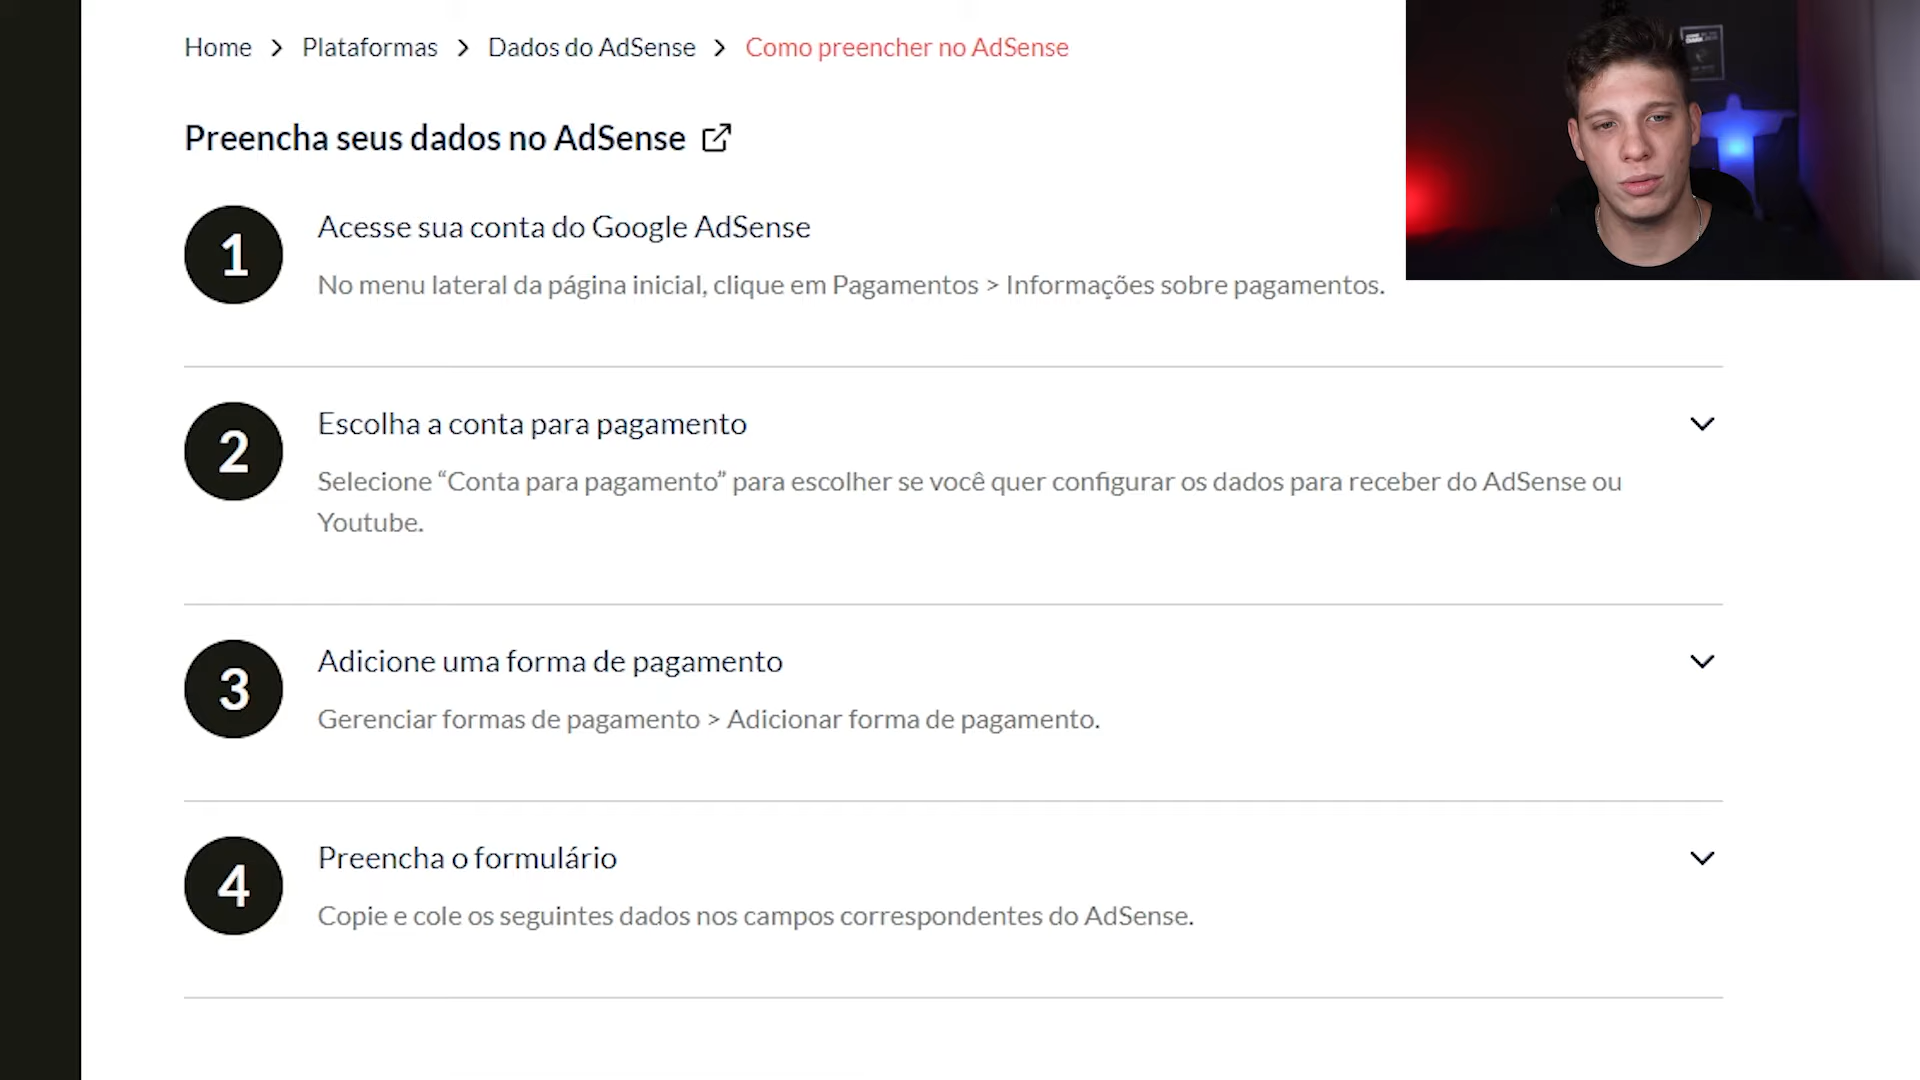 Home > Plataformas > Dados do AdSense > Como preencher no AdSense
Preencha seus dados no AdSense
1
Acesse sua conta do Google AdSense
No menu lateral da página inicial, clique em Pagamentos > Informações sobre pagamentos.
2
Escolha a conta para pagamento
Selecione “Conta para pagamento” para escolher se você quer configurar os dados para receber do AdSense ou
Youtube.
3
Adicione uma forma de pagamento
Gerenciar formas de pagamento > Adicionar forma de pagamento.
4
Preencha o formulário
Copie e cole os seguintes dados nos campos correspondentes do AdSense.